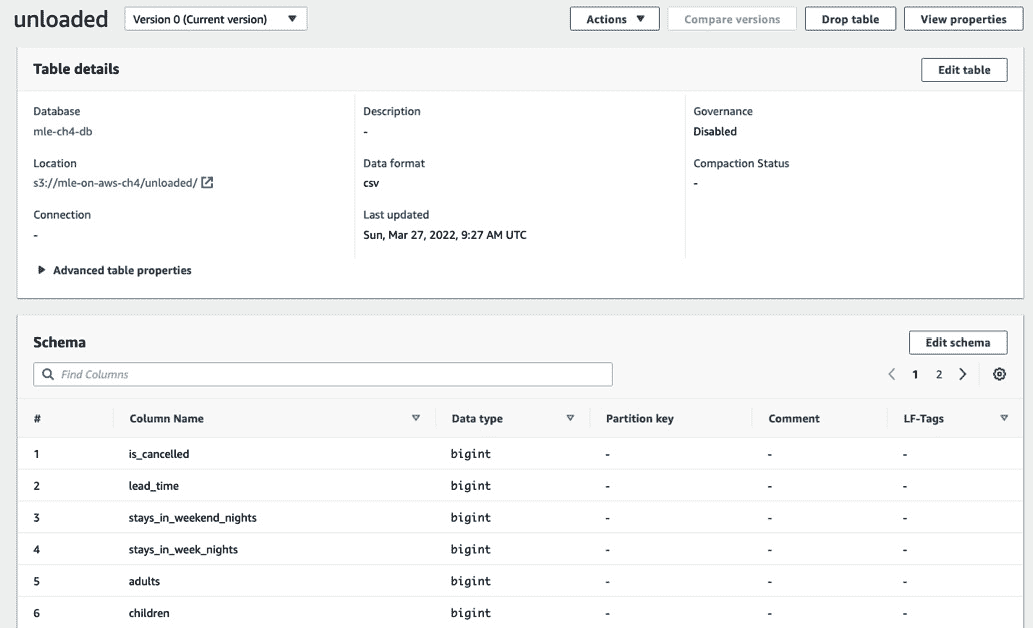 unloaded Version 0 (Current version) Actions Compare versions Drop table View properties
Table details Edit table
Database Description Governance
mle-ch4-db - Disabled
Location Data format Compaction Status
s3://mle-on-aws-ch4/unloaded/ csv -
Connection Last updated
- Sun, Mar 27, 2022, 9:27 AM UTC
Advanced table properties
Schema Edit schema
Find Columns 1 2
# Column Name Data type Partition key Comment LF-Tags
1 is_cancelled bigint - - -
2 lead_time bigint - - -
3 stays_in_weekend_nights bigint - - -
4 stays_in_week_nights bigint - - -
5 adults bigint - - -
6 children bigint - - -